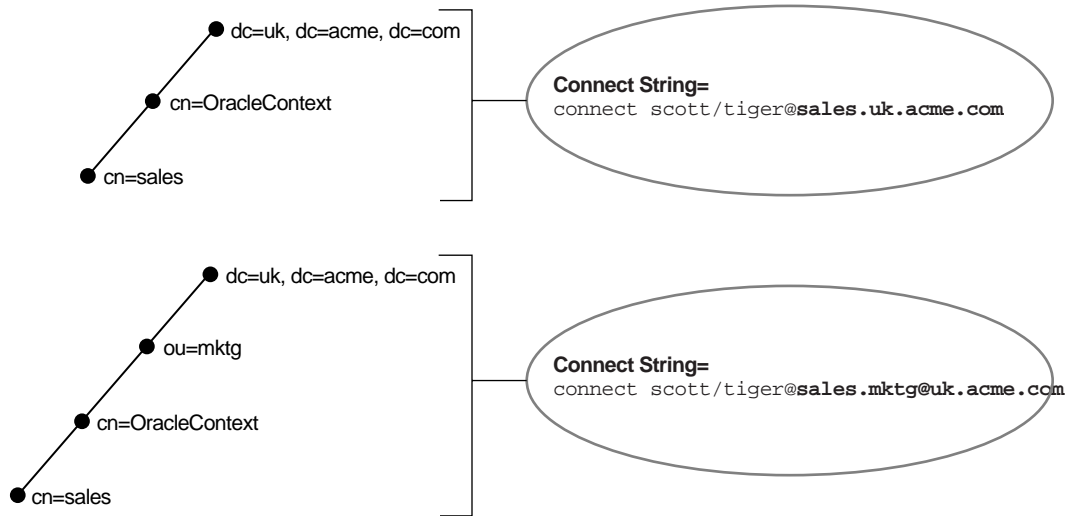 dc=uk, dc=acme, dc=com
cn=OracleContext
cn=sales
Connect String=
connect scott/tiger@sales.uk.acme.com
dc=uk, dc=acme, dc=com
ou=mktg
cn=OracleContext
cn=sales
Connect String=
connect scott/tiger@sales.mktg@uk.acme.com